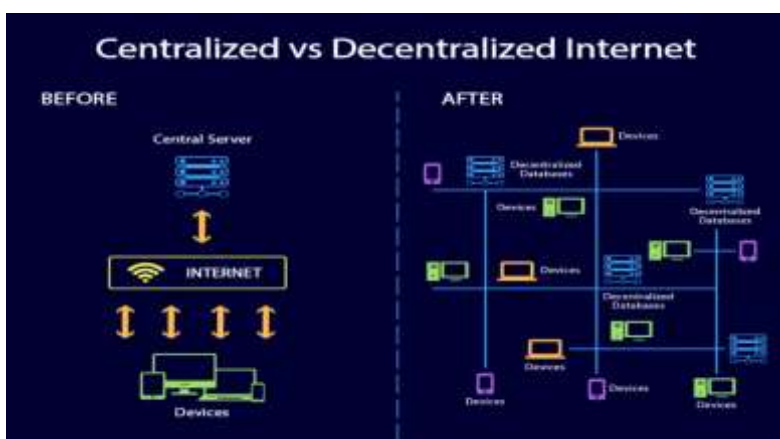 Centralized vs Decentralized Internet
BEFORE
Central Server
INTERNET
Devices
AFTER
Devices
Decentralized
Databases
Devices
Decentralized
Databases
Devices
Decentralized
Databases
Devices
Devices
Devices
Devices